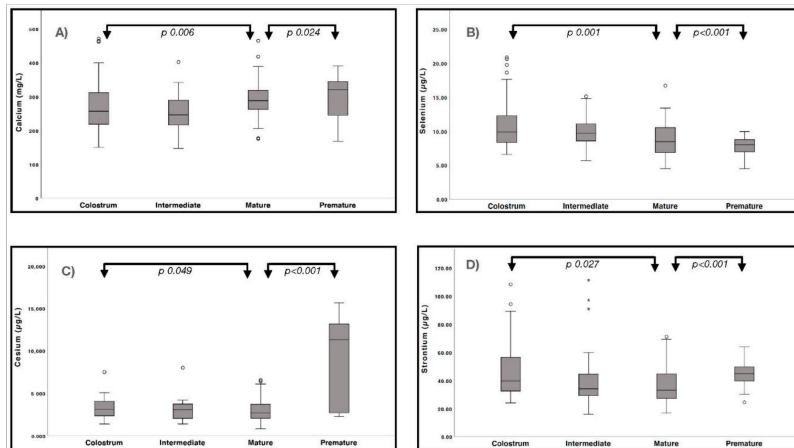 A)
p 0.006
p 0.024
Calcium (mg/L)
500
400
300
200
100
0
Colostrum Intermediate Mature Premature
B)
p 0.001
p<0.001
Selenium (µg/L)
25.00
20.00
15.00
10.00
5.00
0.00
Colostrum Intermediate Mature Premature
C)
p 0.049
p<0.001
Cesium (µg/L)
20,000
15,000
10,000
5 000
0
Colostrum Intermediate Mature Premature
D)
p 0.027
p<0.001
Strontium (µg/L)
120.00
100.00
80.00
60.00
40.00
20.00
0.00
Colostrum Intermediate Mature Premature